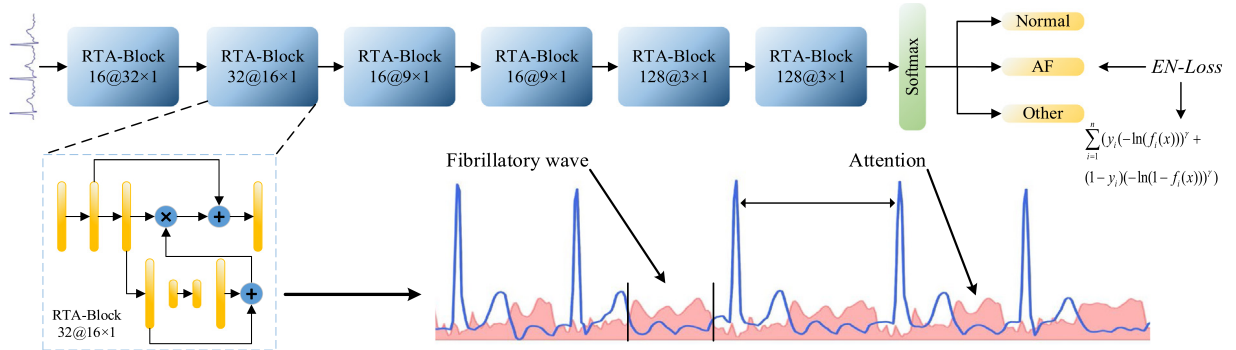 RTA-Block
16@32×1
RTA-Block
32@16×1
RTA-Block
16@9×1
RTA-Block
16@9×1
RTA-Block
128@3×1
RTA-Block
128@3×1
Softmax
Normal
AF
Other
EN-Loss
n
∑(y_i(-ln(f_i(x)))^γ +
i=1
(1-y_i)(-ln(1-f_i(x)))^γ)
×
+
+
RTA-Block
32@16×1
Fibrillatory wave
Attention